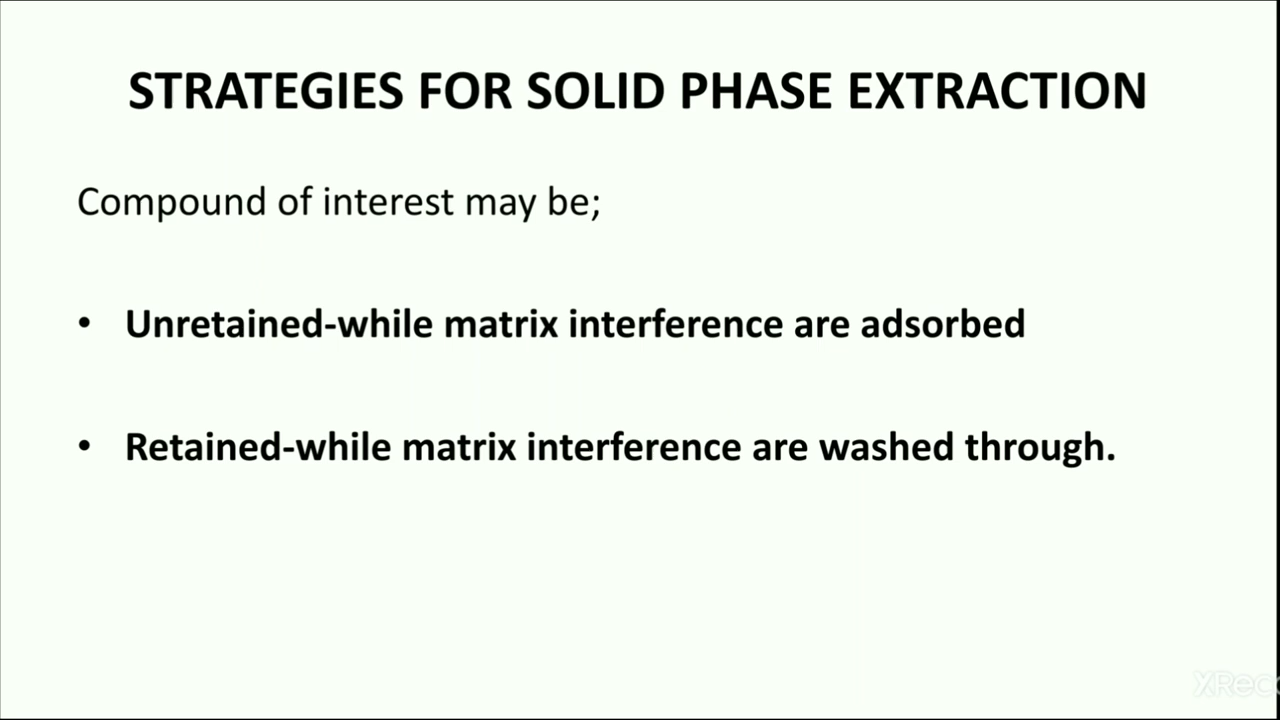 STRATEGIES FOR SOLID PHASE EXTRACTION
Compound of interest may be;
• Unretained-while matrix interference are adsorbed
• Retained-while matrix interference are washed through.